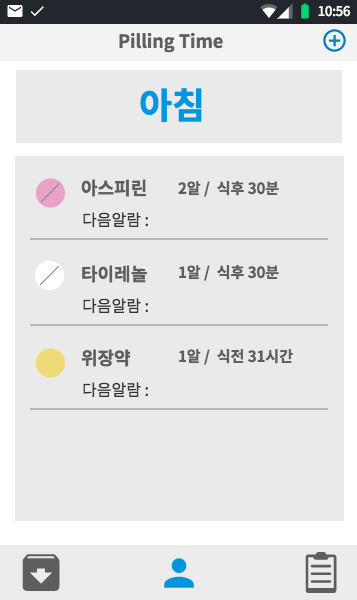 10:56
Pilling Time
아침
아스피린 2알 / 식후 30분
다음알람 :
타이레놀 1알 / 식후 30분
다음알람 :
위장약 1알 / 식전 31시간
다음알람 :